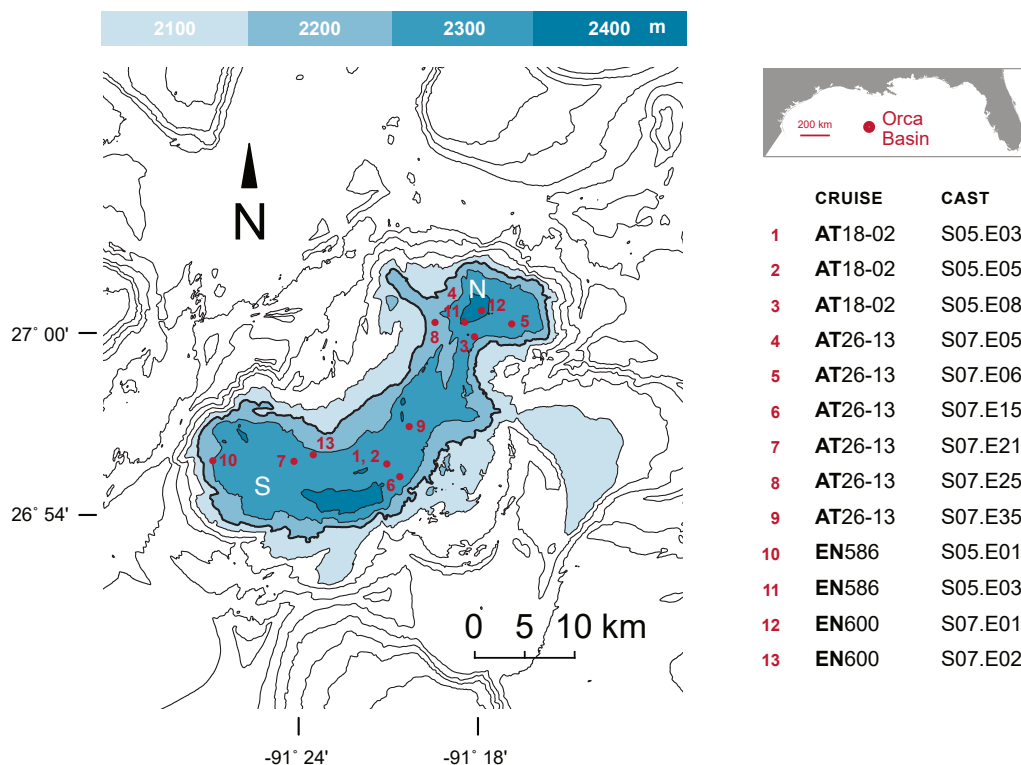 2100 2200 2300 2400 m
N
200 km
Orca
Basin
CRUISE CAST
1 AT18-02 S05.E03
2 AT18-02 S05.E05
3 AT18-02 S05.E08
4 AT26-13 S07.E05
5 AT26-13 S07.E06
6 AT26-13 S07.E15
7 AT26-13 S07.E21
8 AT26-13 S07.E25
9 AT26-13 S07.E35
10 EN586 S05.E01
11 EN586 S05.E03
12 EN600 S07.E01
13 EN600 S07.E02
4 N
11 12
5
8 3
27° 00'
9
13
10 7 1, 2
6
S
26° 54'
0 5 10 km
-91° 24' -91° 18'